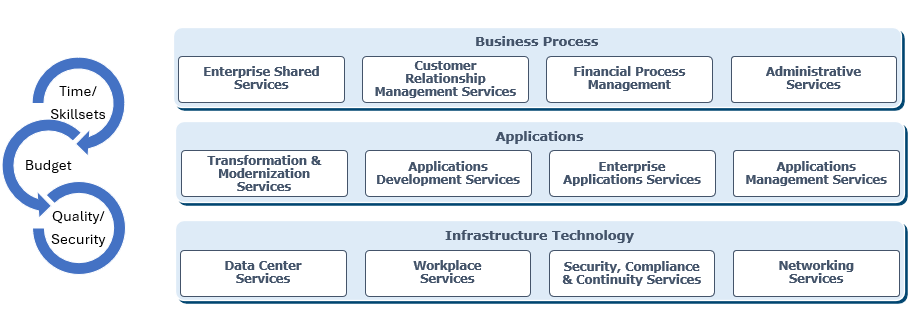 Time/
Skillsets
Budget
Quality/
Security
Business Process
Enterprise Shared
Services
Customer
Relationship
Management Services
Financial Process
Management
Administrative
Services
Applications
Transformation &
Modernization
Services
Applications
Development Services
Enterprise
Applications Services
Applications
Management Services
Infrastructure Technology
Data Center
Services
Workplace
Services
Security, Compliance
& Continuity Services
Networking
Services